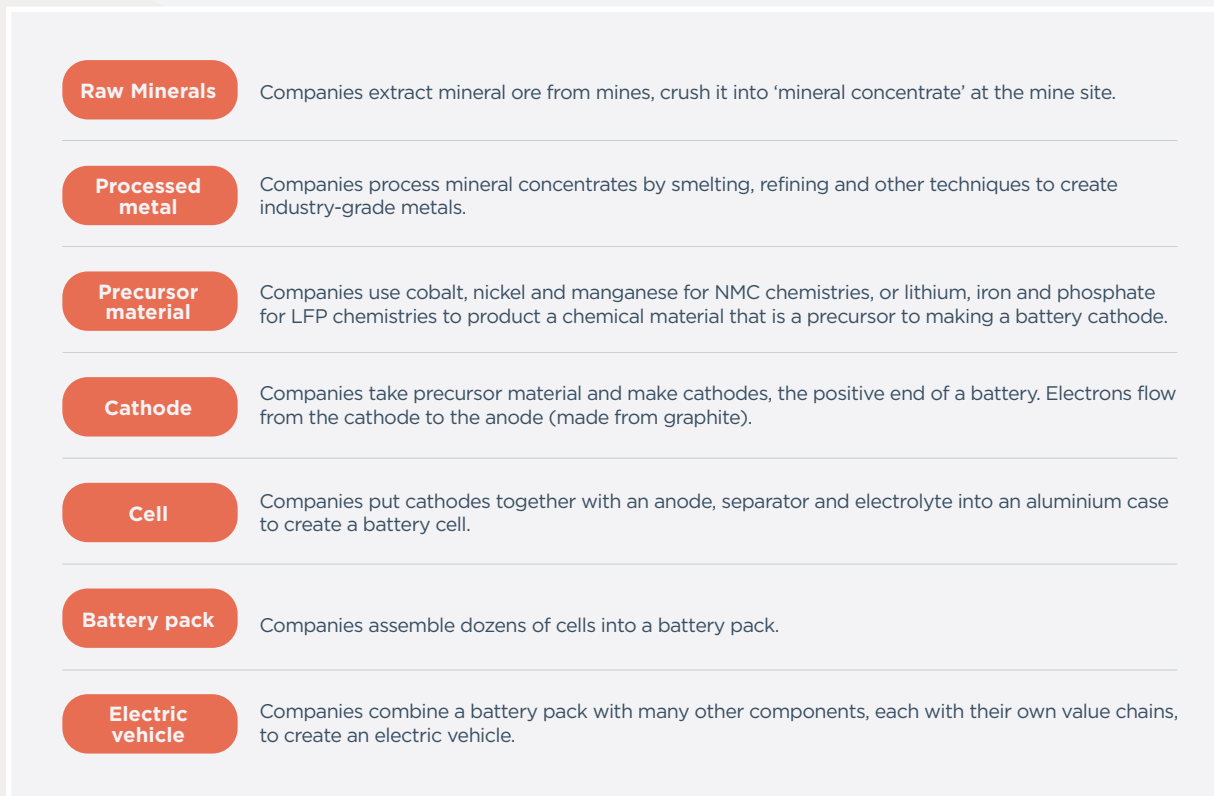 Raw Minerals
Companies extract mineral ore from mines, crush it into ‘mineral concentrate’ at the mine site.
Processed
metal
Companies process mineral concentrates by smelting, refining and other techniques to create
industry-grade metals.
Precursor
material
Companies use cobalt, nickel and manganese for NMC chemistries, or lithium, iron and phosphate
for LFP chemistries to product a chemical material that is a precursor to making a battery cathode.
Cathode
Companies take precursor material and make cathodes, the positive end of a battery. Electrons flow
from the cathode to the anode (made from graphite).
Cell
Companies put cathodes together with an anode, separator and electrolyte into an aluminium case
to create a battery cell.
Battery pack
Companies assemble dozens of cells into a battery pack.
Electric
vehicle
Companies combine a battery pack with many other components, each with their own value chains,
to create an electric vehicle.